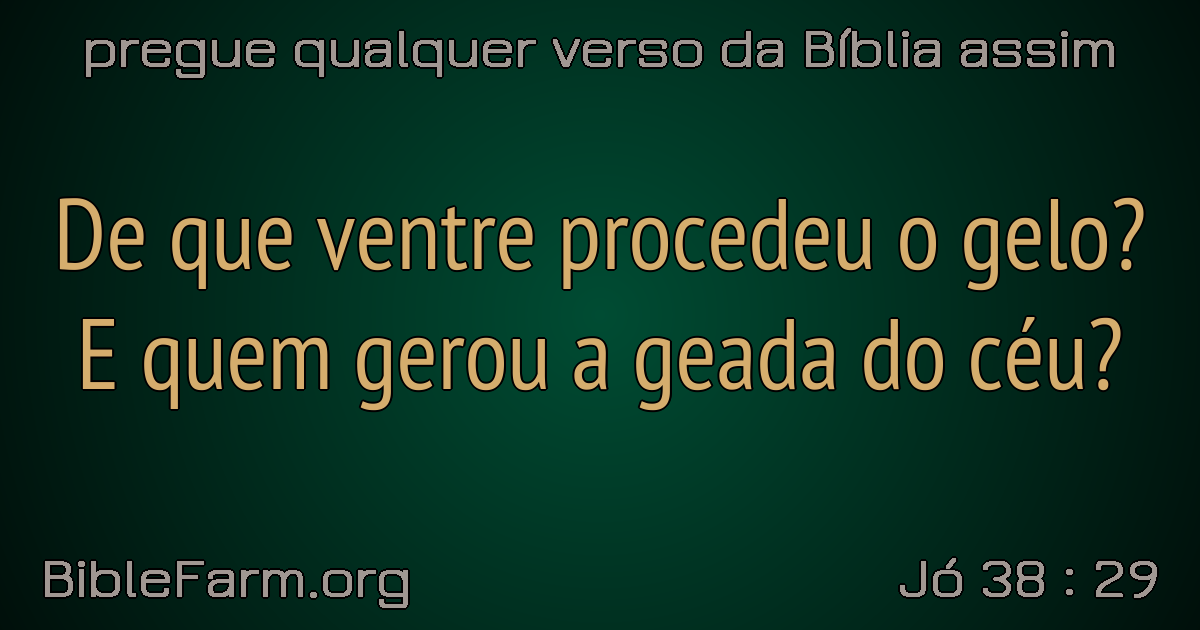 pregue qualquer verso da Bíblia assim
De que ventre procedeu o gelo?
E quem gerou a geada do céu?
BibleFarm.org
Jó 38 : 29